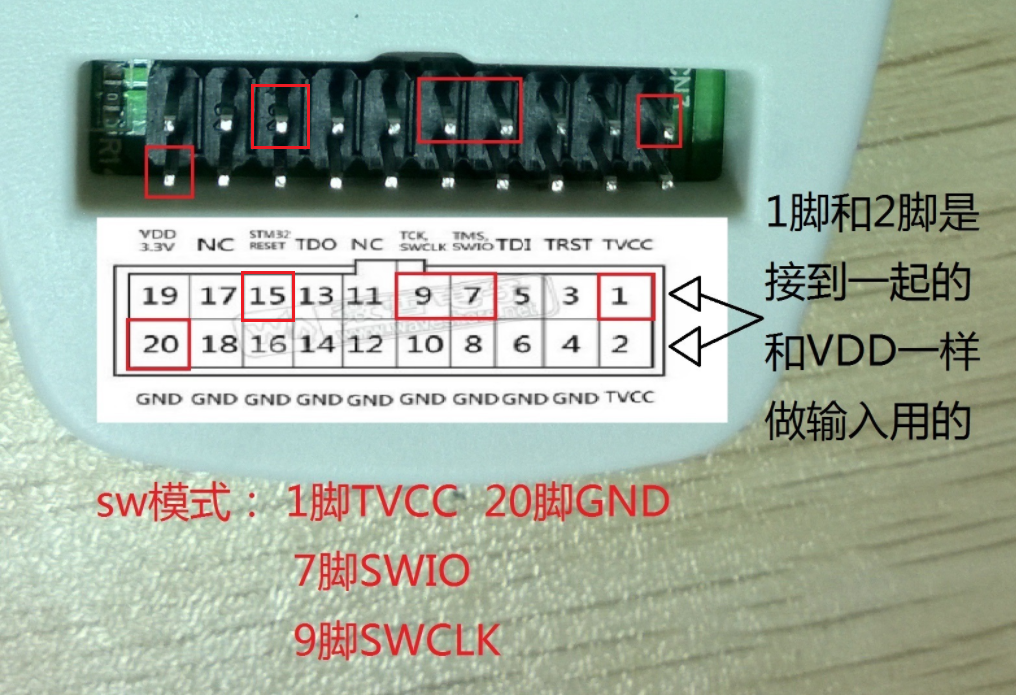 CN7
VDD
3.3V
NC
STM32
RESET
TDO
NC
TCK,
SWCLK
TMS,
SWIO
TDI
TRST
TVCC
19 17 15 13 11 9 7 5 3 1
20 18 16 14 12 10 8 6 4 2
GND GND GND GND GND GND GND GND GND TVCC
1脚和2脚是
接到一起的
和VDD一样
做输入用的
sw模式： 1脚TVCC 20脚GND
7脚SWIO
9脚SWCLK